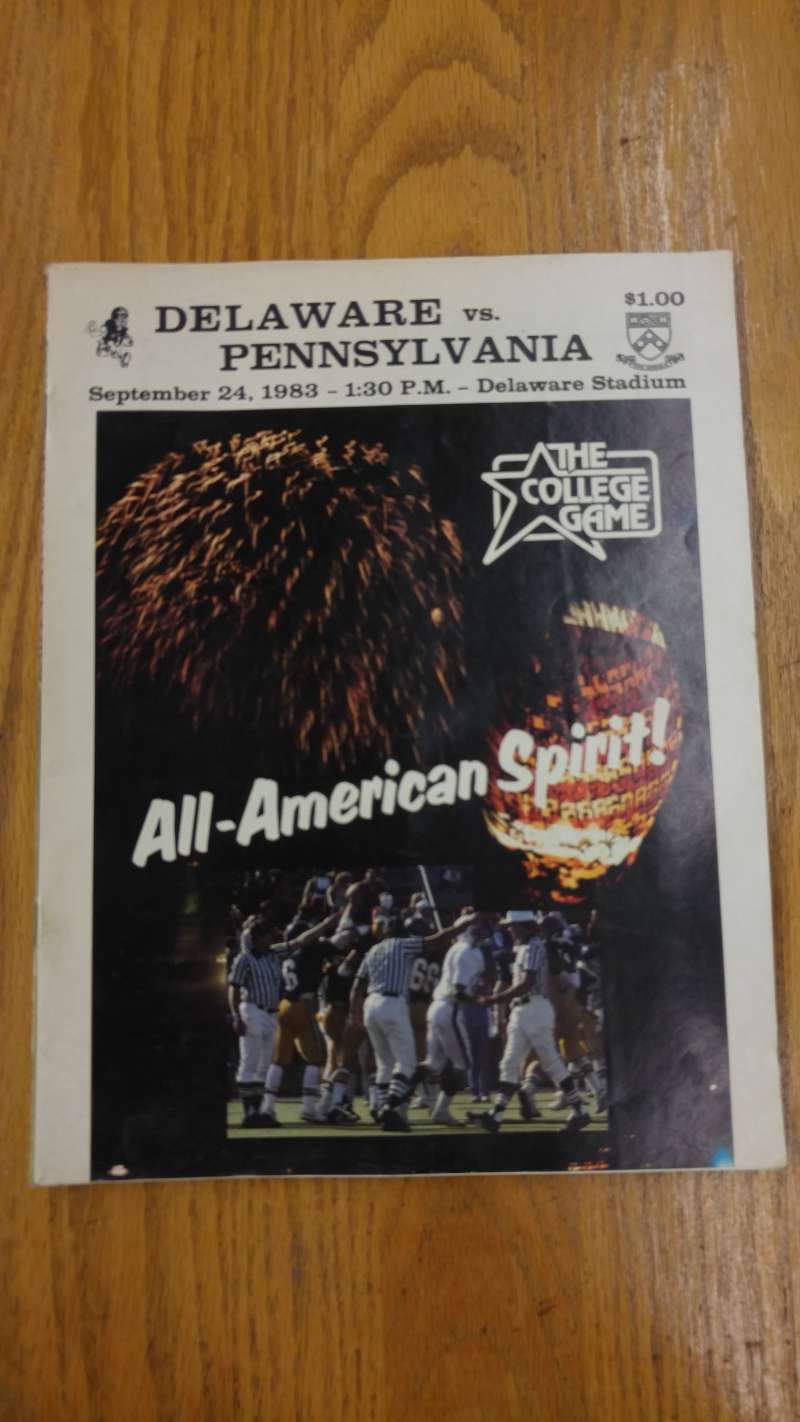 $1.00
DELAWARE vs.
PENNSYLVANIA
September 24, 1983 - 1:30 P.M. - Delaware Stadium
THE
COLLEGE
GAME
All-American Spirit!
6
66